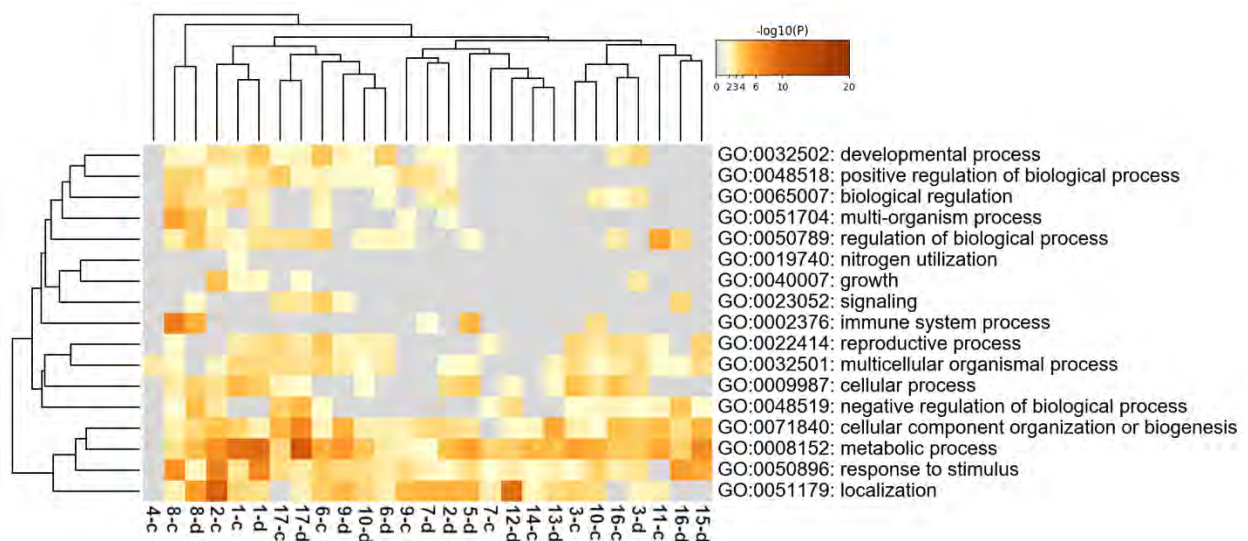 -log10(P)
0 2 3 4 6 10 20
GO:0032502: developmental process
GO:0048518: positive regulation of biological process
GO:0065007: biological regulation
GO:0051704: multi-organism process
GO:0050789: regulation of biological process
GO:0019740: nitrogen utilization
GO:0040007: growth
GO:0023052: signaling
GO:0002376: immune system process
GO:0022414: reproductive process
GO:0032501: multicellular organismal process
GO:0009987: cellular process
GO:0048519: negative regulation of biological process
GO:0071840: cellular component organization or biogenesis
GO:0008152: metabolic process
GO:0050896: response to stimulus
GO:0051179: localization
4-c 8-c 8-d 2-c 1-c 1-d 17-c 17-d 6-c 9-d 10-d 6-d 9-c 7-d 2-d 5-d 7-c 12-d 14-c 13-d 3-c 10-c 16-c 3-d 11-c 16-d 15-d